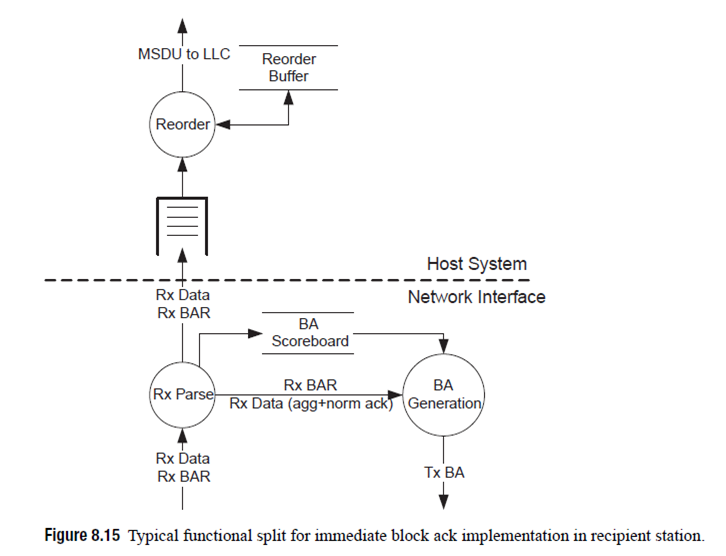 MSDU to LLC
Reorder
Buffer
Reorder
Host System
Network Interface
Rx Data
Rx BAR
BA
Scoreboard
Rx Parse
Rx BAR
Rx Data (agg+norm ack)
BA
Generation
Rx Data
Rx BAR
Tx BA
Figure 8.15 Typical functional split for immediate block ack implementation in recipient station.